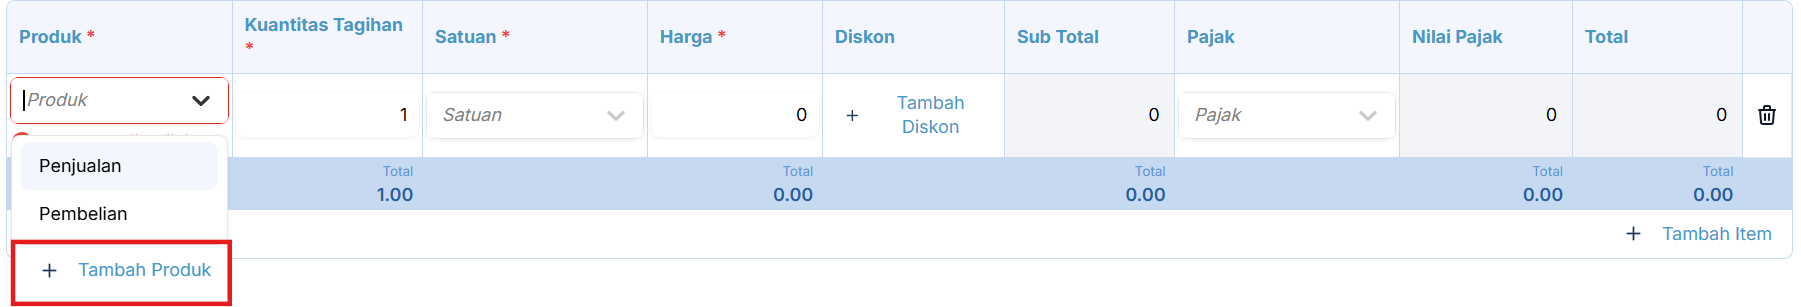 Produk *
Kuantitas Tagihan
*
Satuan *
Harga *
Diskon
Sub Total
Pajak
Nilai Pajak
Total
Produk
1
Satuan
0
+ Tambah
Diskon
0
Pajak
0
0
Penjualan
Pembelian
+ Tambah Produk
Total
1.00
Total
0.00
Total
0.00
Total
0.00
Total
0.00
+ Tambah Item